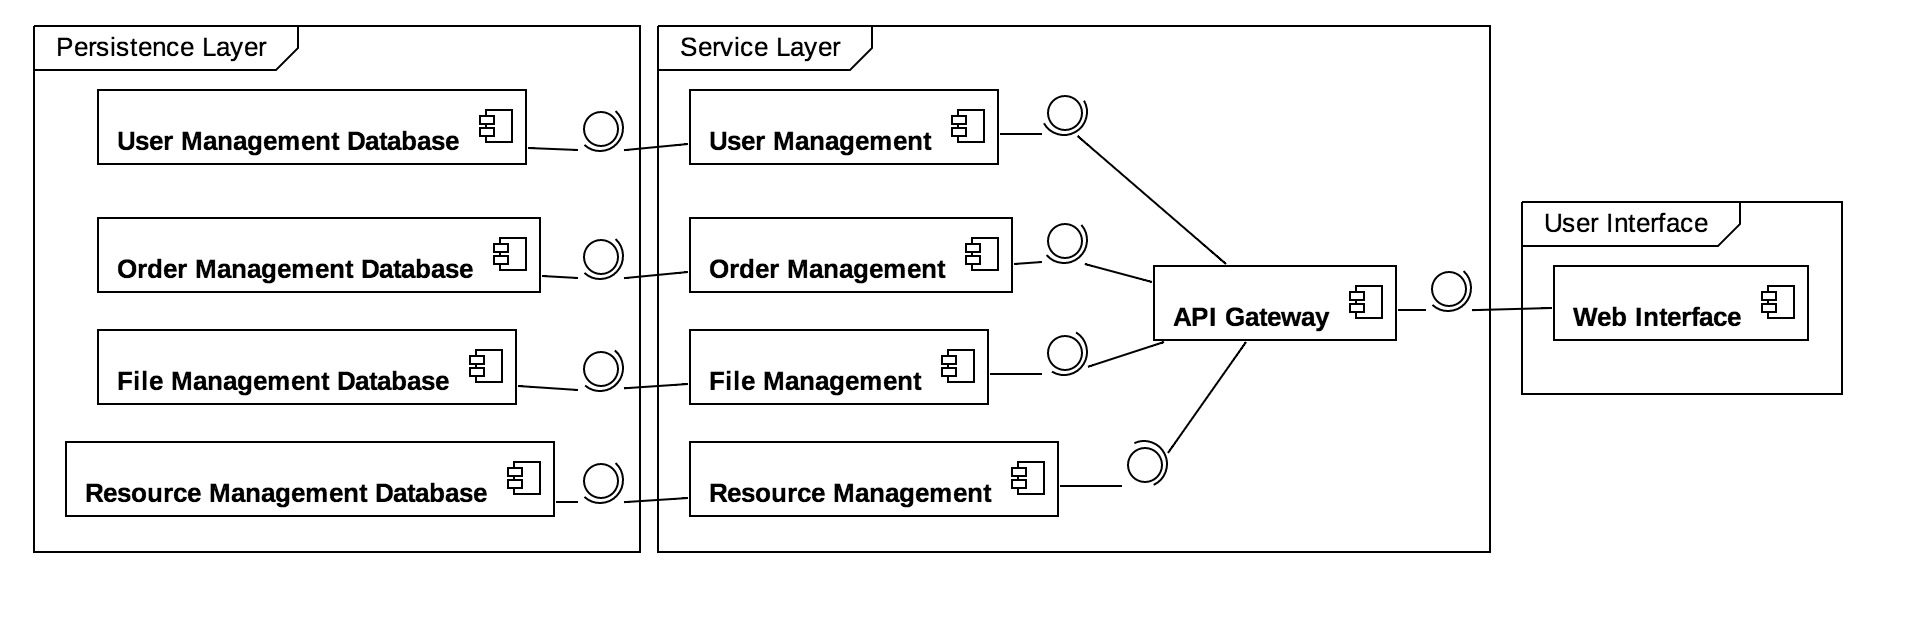 Persistence Layer
User Management Database
Order Management Database
File Management Database
Resource Management Database
Service Layer
User Management
Order Management
File Management
Resource Management
API Gateway
User Interface
Web Interface